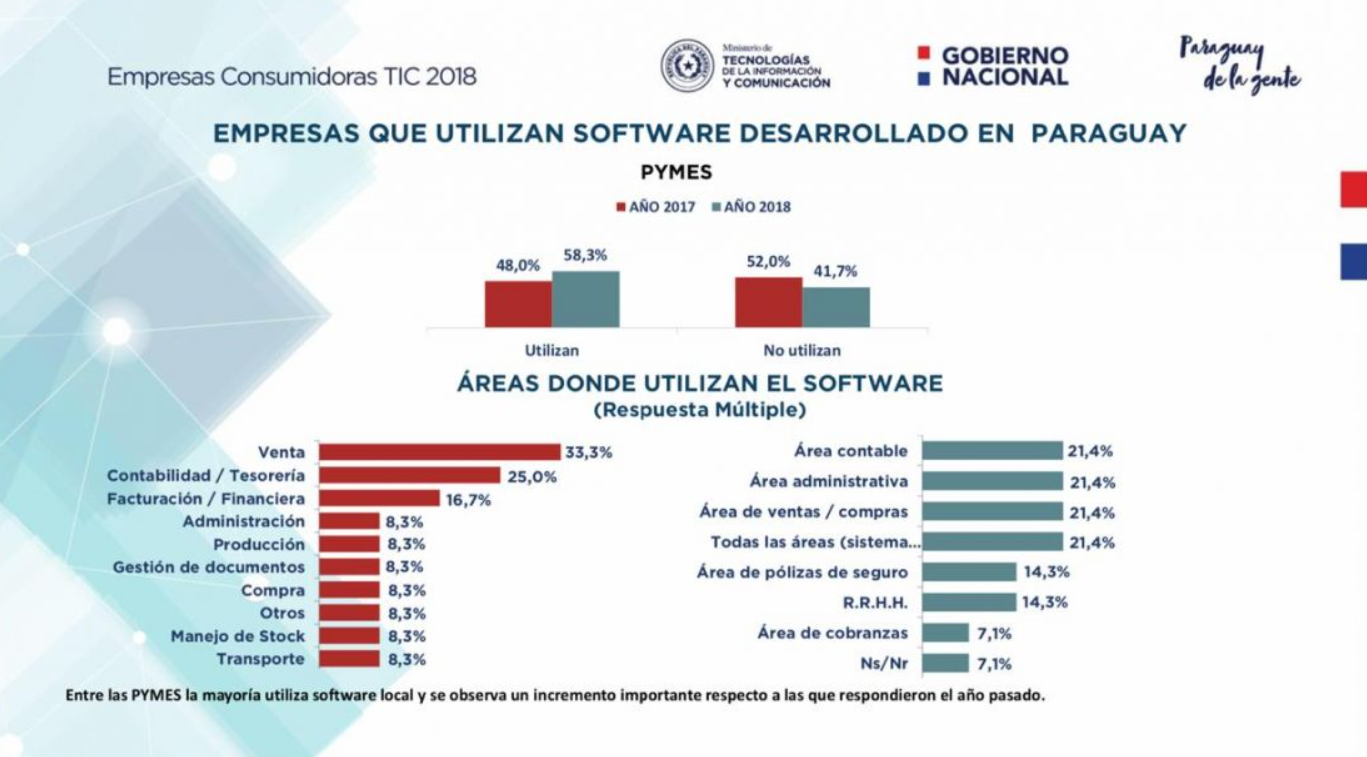 Empresas Consumidoras TIC 2018
Ministerio de
TECNOLOGÍAS
DE LA INFORMACIÓN
Y COMUNICACIÓN
GOBIERNO
NACIONAL
Paraguay
de la gente
EMPRESAS QUE UTILIZAN SOFTWARE DESARROLLADO EN PARAGUAY
PYMES
AÑO 2017 AÑO 2018
48,0% 58,3% 52,0% 41,7%
Utilizan No utilizan
ÁREAS DONDE UTILIZAN EL SOFTWARE
(Respuesta Múltiple)
Venta 33,3%
Contabilidad / Tesorería 25,0%
Facturación / Financiera 16,7%
Administración 8,3%
Producción 8,3%
Gestión de documentos 8,3%
Compra 8,3%
Otros 8,3%
Manejo de Stock 8,3%
Transporte 8,3%
Área contable 21,4%
Área administrativa 21,4%
Área de ventas / compras 21,4%
Todas las áreas (sistema... 21,4%
Área de pólizas de seguro 14,3%
R.R.H.H. 14,3%
Área de cobranzas 7,1%
Ns/Nr 7,1%
Entre las PYMES la mayoría utiliza software local y se observa un incremento importante respecto a las que respondieron el año pasado.